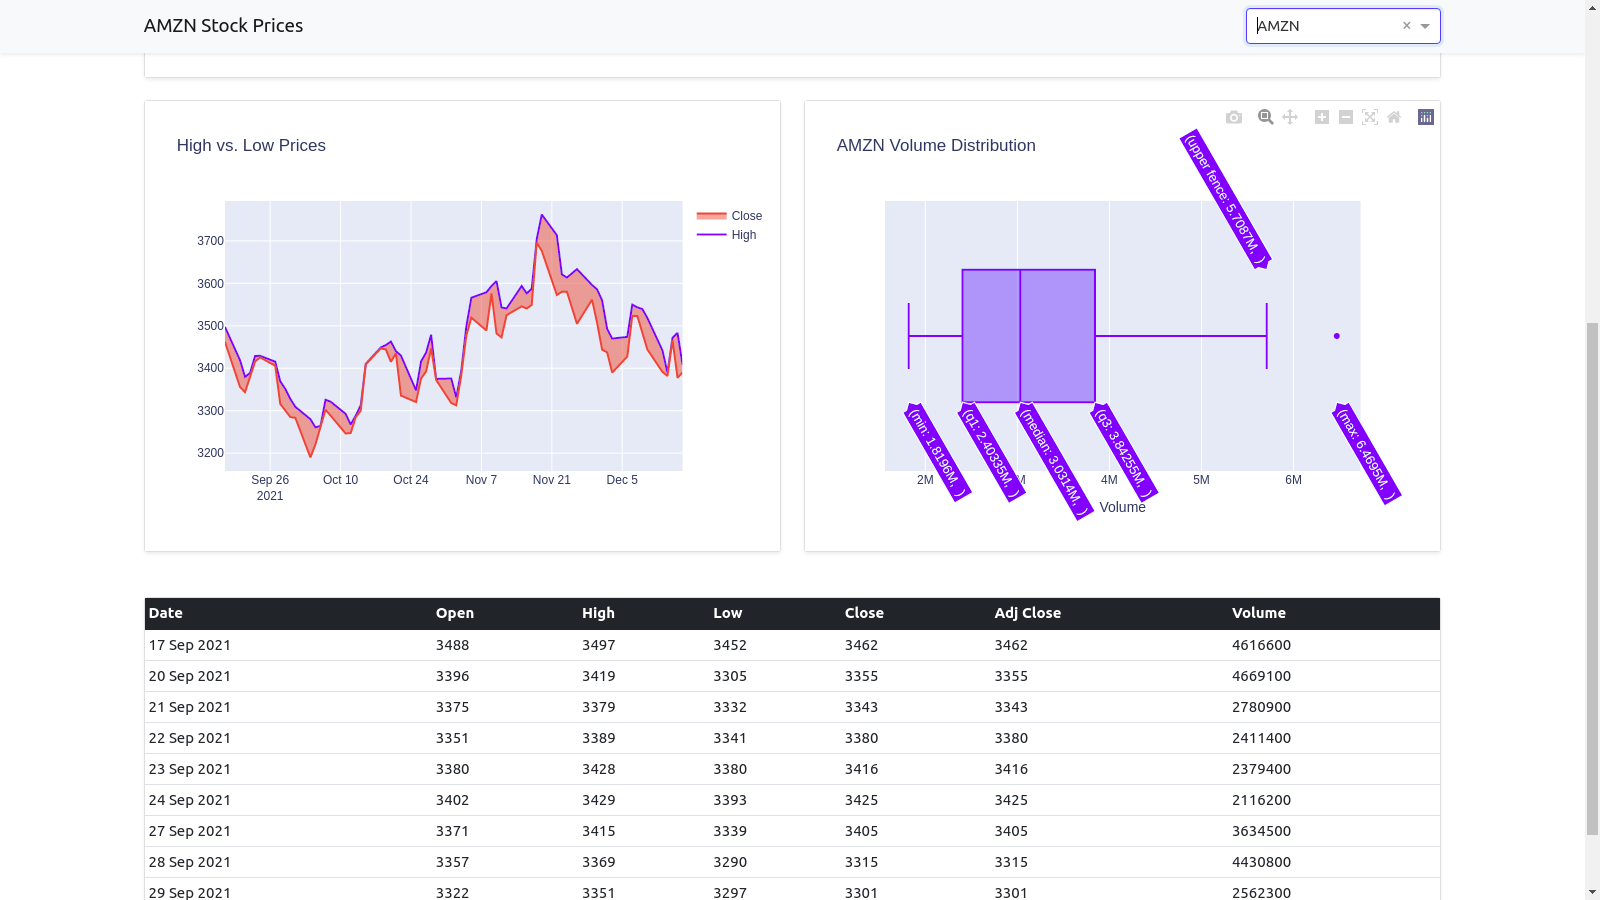 AMZN Stock Prices
AMZN
×
High vs. Low Prices
Close
High
3700
3600
3500
3400
3300
3200
Sep 26 Oct 10 Oct 24 Nov 7 Nov 21 Dec 5
2021
AMZN Volume Distribution
(upper fence: 5.7087M, )
(min: 1.8196M, )
(q1: 2.40335M, )
(median: 3.0314M, )
(q3: 3.84255M, )
(max: 6.4695M, )
2M M 4M 5M 6M
Volume
Date Open High Low Close Adj Close Volume
17 Sep 2021 3488 3497 3452 3462 3462 4616600
20 Sep 2021 3396 3419 3305 3355 3355 4669100
21 Sep 2021 3375 3379 3332 3343 3343 2780900
22 Sep 2021 3351 3389 3341 3380 3380 2411400
23 Sep 2021 3380 3428 3380 3416 3416 2379400
24 Sep 2021 3402 3429 3393 3425 3425 2116200
27 Sep 2021 3371 3415 3339 3405 3405 3634500
28 Sep 2021 3357 3369 3290 3315 3315 4430800
29 Sep 2021 3322 3351 3297 3301 3301 2562300